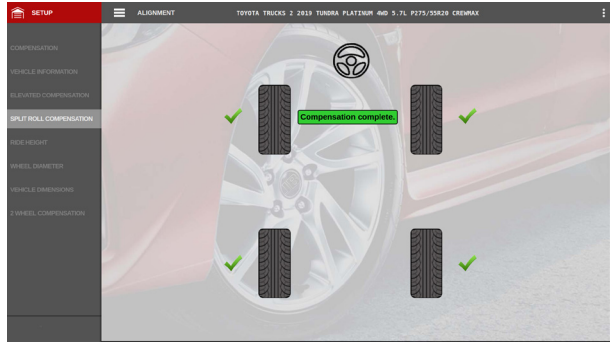 SETUP
ALIGNMENT
TOYOTA TRUCKS 2 2019 TUNDRA PLATINUM 4WD 5.7L P275/55R20 CREWMAX
COMPENSATION
VEHICLE INFORMATION
ELEVATED COMPENSATION
SPLIT ROLL COMPENSATION
RIDE HEIGHT
WHEEL DIAMETER
VEHICLE DIMENSIONS
2 WHEEL COMPENSATION
Compensation complete.